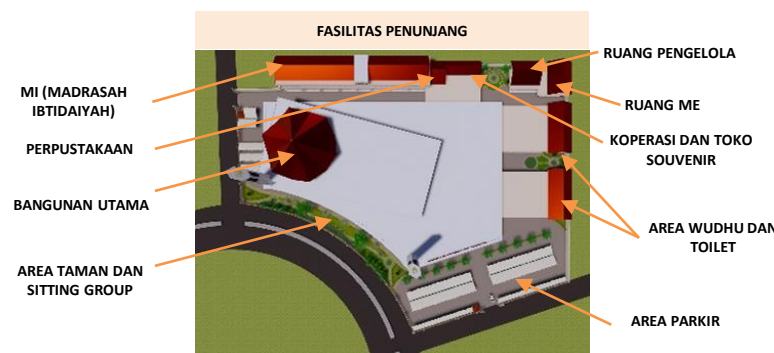 FASILITAS PENUNJANG
MI (MADRASAH
IBTIDAIYAH)
PERPUSTAKAAN
BANGUNAN UTAMA
AREA TAMAN DAN
SITTING GROUP
RUANG PENGELOLA
RUANG ME
KOPERASI DAN TOKO
SOUVENIR
AREA WUDHU DAN
TOILET
AREA PARKIR